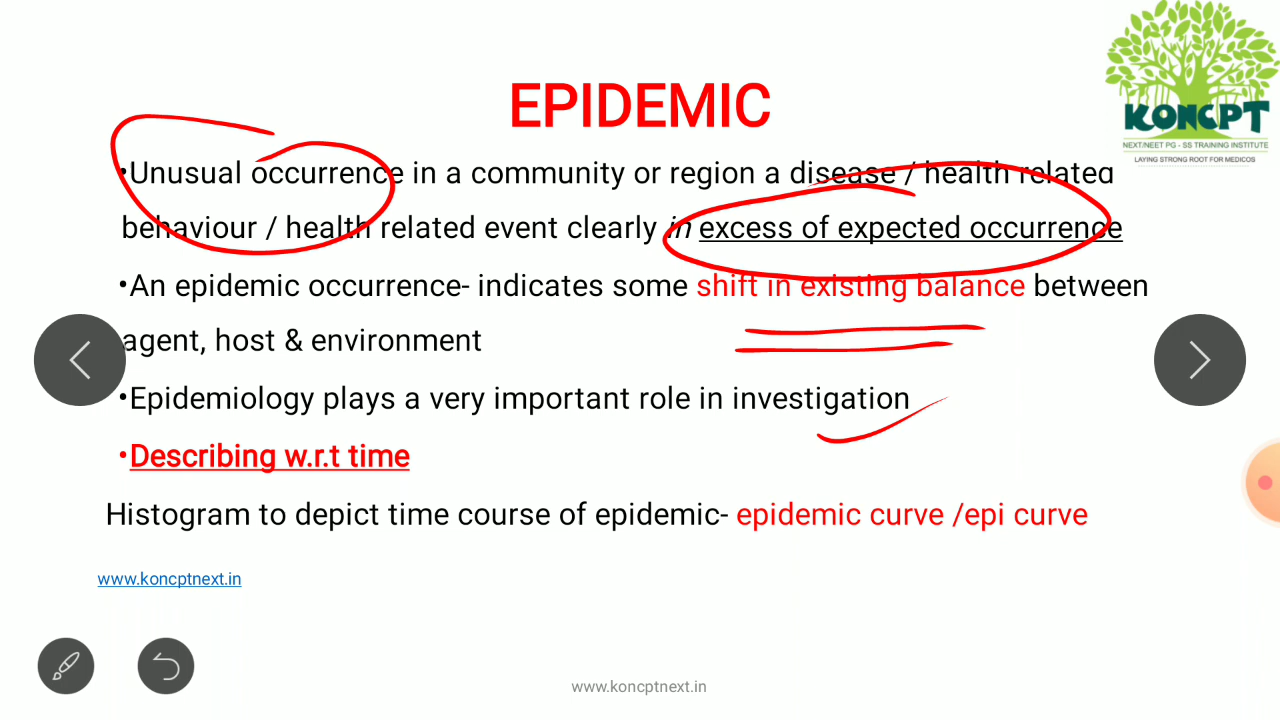 KONCPT
NEXT/NEET PG - SS TRAINING INSTITUTE
LAYING STRONG ROOT FOR MEDICOS
EPIDEMIC
•Unusual occurrence in a community or region a disease / health related
behaviour / health related event clearly in excess of expected occurrence
•An epidemic occurrence- indicates some shift in existing balance between
agent, host & environment
•Epidemiology plays a very important role in investigation
•Describing w.r.t time
Histogram to depict time course of epidemic- epidemic curve /epi curve
www.koncptnext.in
www.koncptnext.in